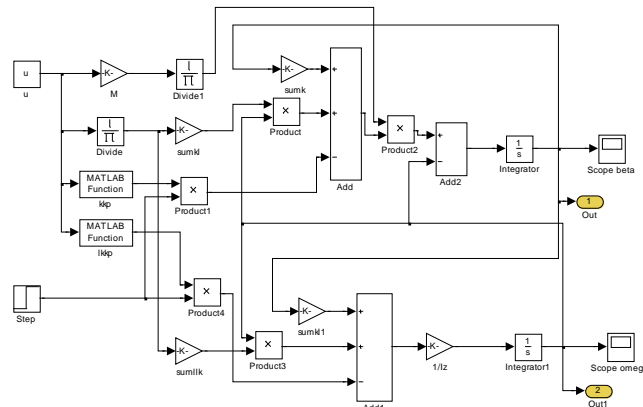 u
u
-K-
M
Divide1
-K-
sumk
Divide
-K-
sumkl
×
Product
+
+
−
Add
×
Product2
+
−
Add2
1
s
Integrator
Scope beta
MATLAB
Function
kkp
×
Product1
1
Out
MATLAB
Function
lkkp
×
Product4
Step
-K-
sumkl1
-K-
sumllk
×
Product3
+
+
−
Add1
-K-
1/Iz
1
s
Integrator1
Scope omeg
2
Out1